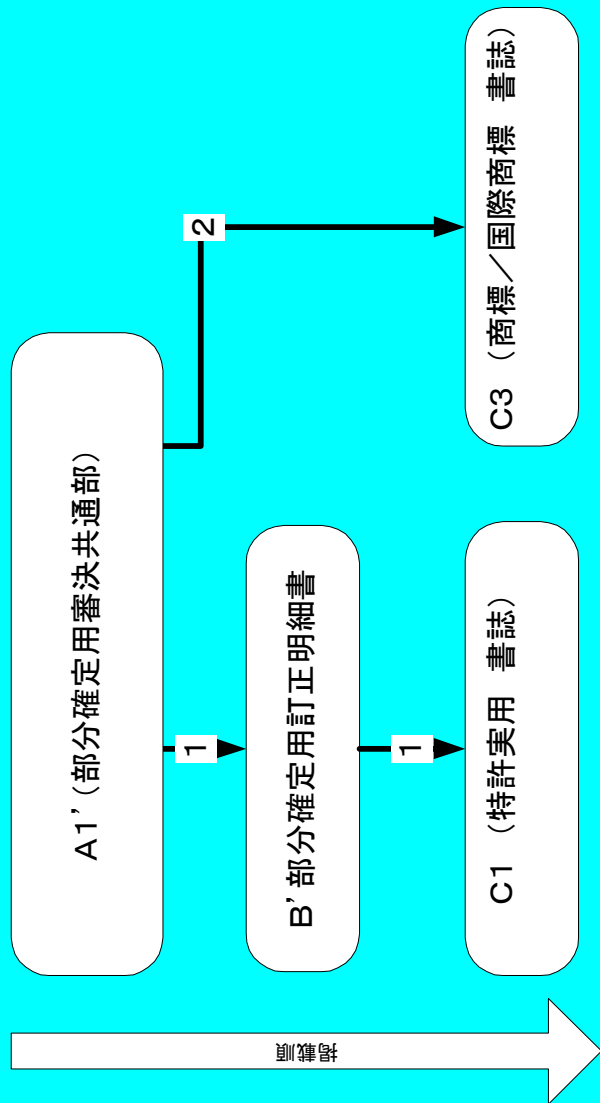 A1’(部分確定用審決共通部)
1
2
B’部分確定用訂正明細書
1
C1 (特許実用 書誌)
C3 (商標/国際商標 書誌)
掲載順